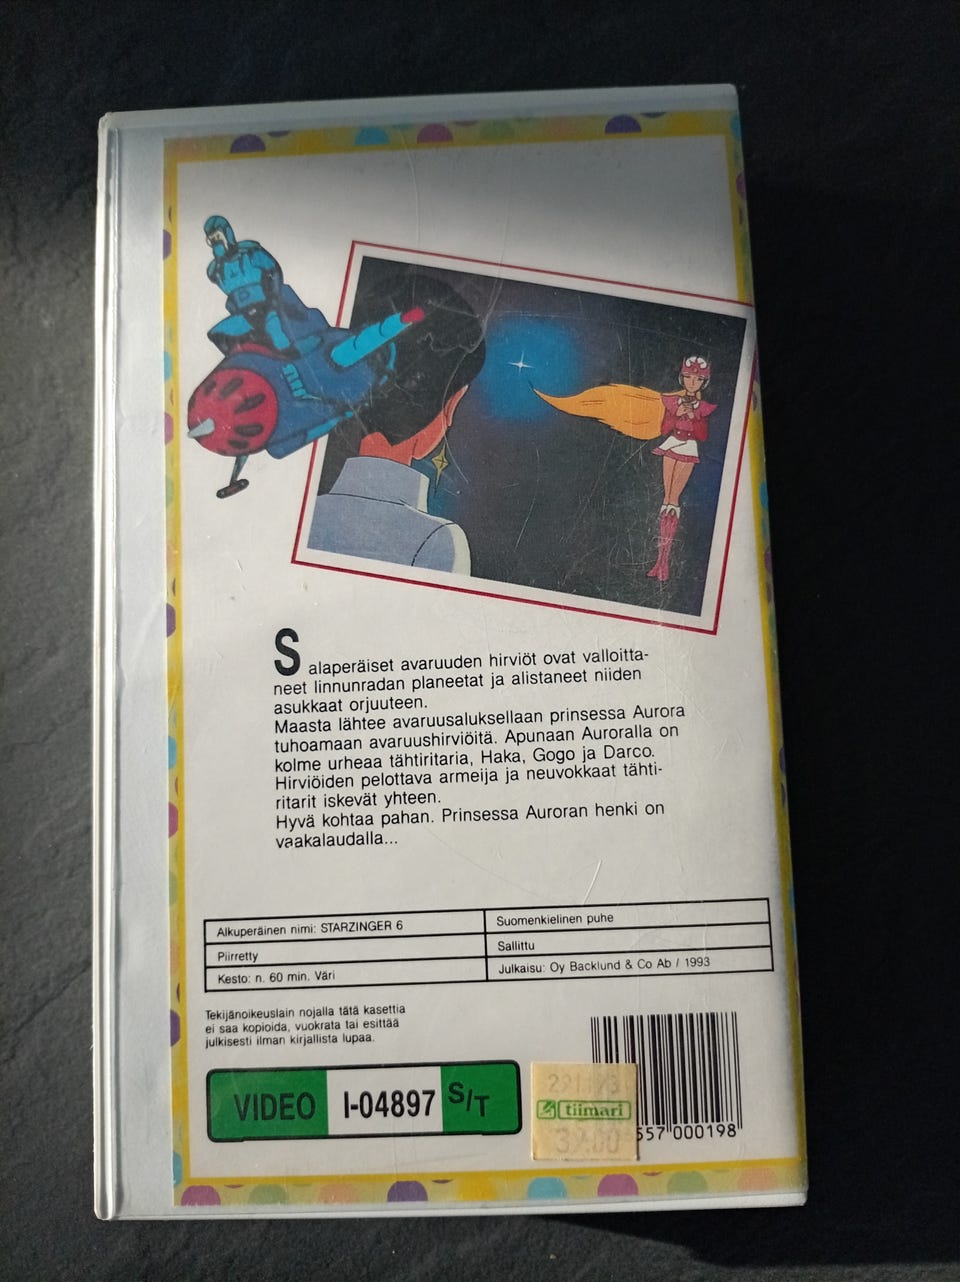 Salaperäiset avaruuden hirviöt ovat valloitta-
neet linnunradan planeetat ja alistaneet niiden
asukkaat orjuuteen.
Maasta lähtee avaruusaluksellaan prinsessa Aurora
tuhoamaan avaruushirviöitä. Apunaan Auroralla on
kolme urheaa tähtiritaria, Haka, Gogo ja Darco.
Hirviöiden pelottava armeija ja neuvokkaat tähti-
ritarit iskevät yhteen.
Hyvä kohtaa pahan. Prinsessa Auroran henki on
vaakalaudalla...
Alkuperäinen nimi: STARZINGER 6
Suomenkielinen puhe
Piirretty
Sallittu
Kesto: n. 60 min. Väri
Julkaisu: Oy Backlund & Co Ab / 1993
Tekijänoikeuslain nojalla tätä kasettia
ei saa kopioida, vuokrata tai esittää
julkisesti ilman kirjallista lupaa.
VIDEO I-04897 S/T
tiimari
557 000198